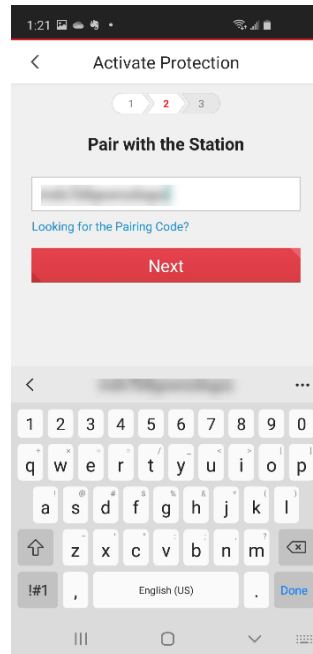 1:21
Activate Protection
1 2 3
Pair with the Station
Looking for the Pairing Code?
Next
1 2 3 4 5 6 7 8 9 0
q w e r t y u i o p
a s d f g h j k l
z x c v b n m
!#1 , English (US) . Done